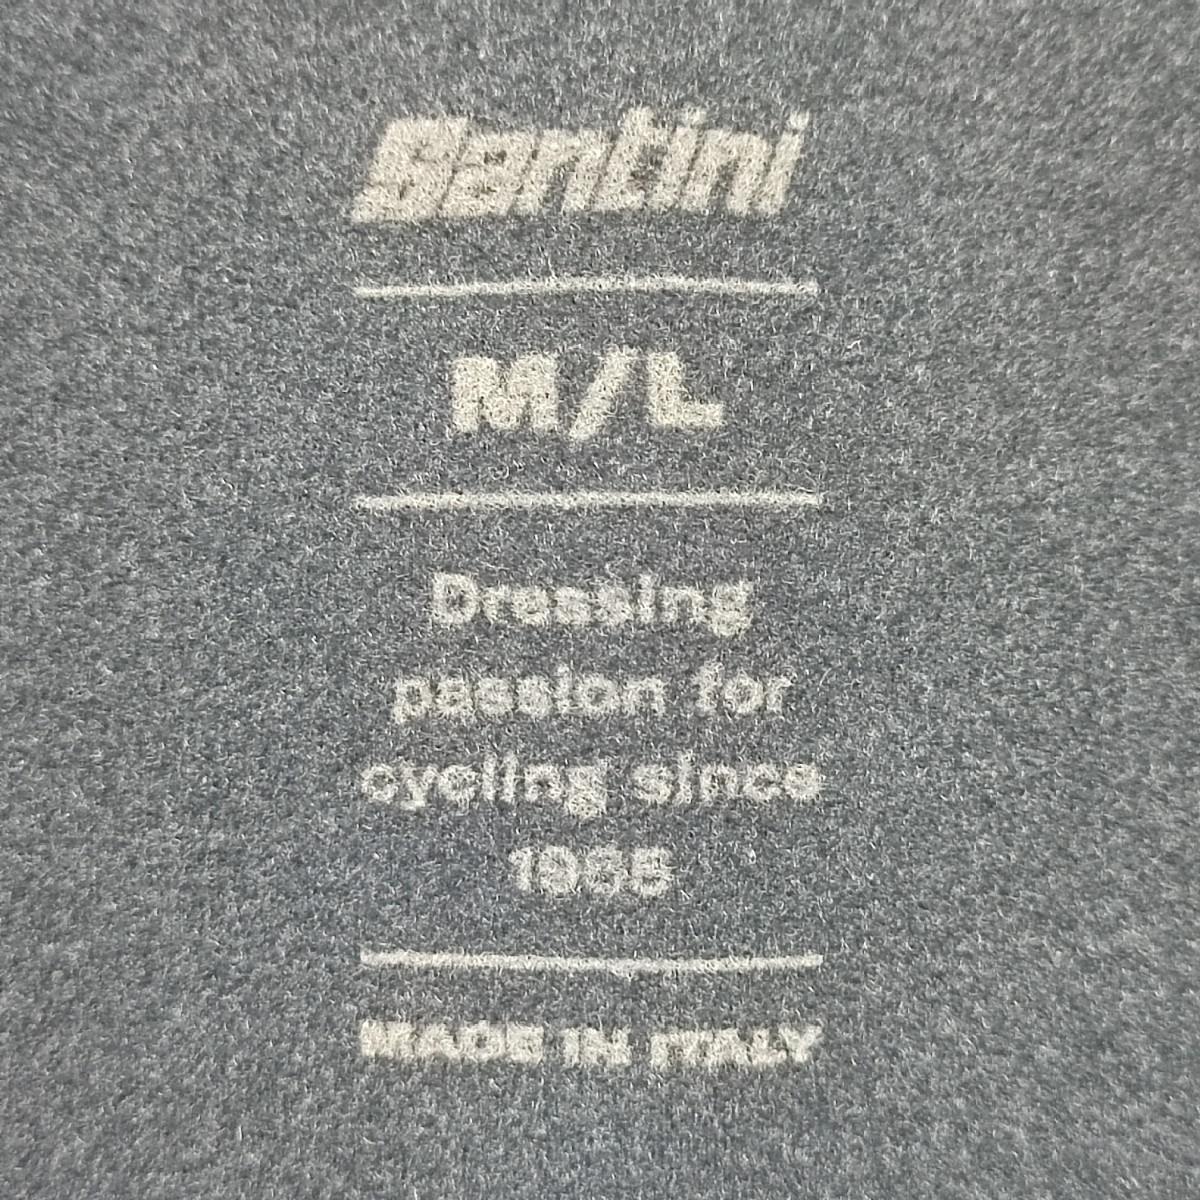 Santini
M/L
Dressing
passion for
cycling since
1965
MADE IN ITALY